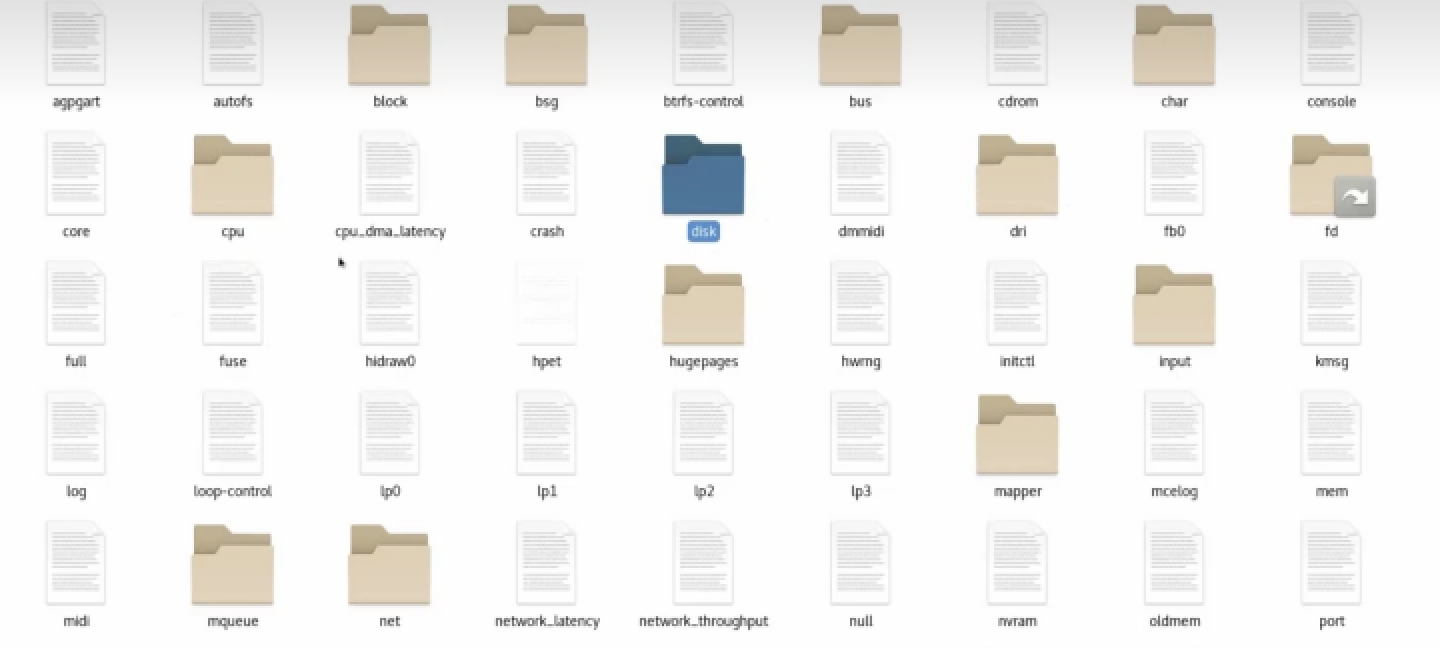 agpgart autofs block bsg btrfs-control bus cdrom char console
core cpu cpu_dma_latency crash disk dmmidi dri fb0 fd
full fuse hidraw0 hpet hugepages hwrng initctl input kmsg
log loop-control lp0 lp1 lp2 lp3 mapper mcelog mem
midi mqueue net network_latency network_throughput null nvram oldmem port